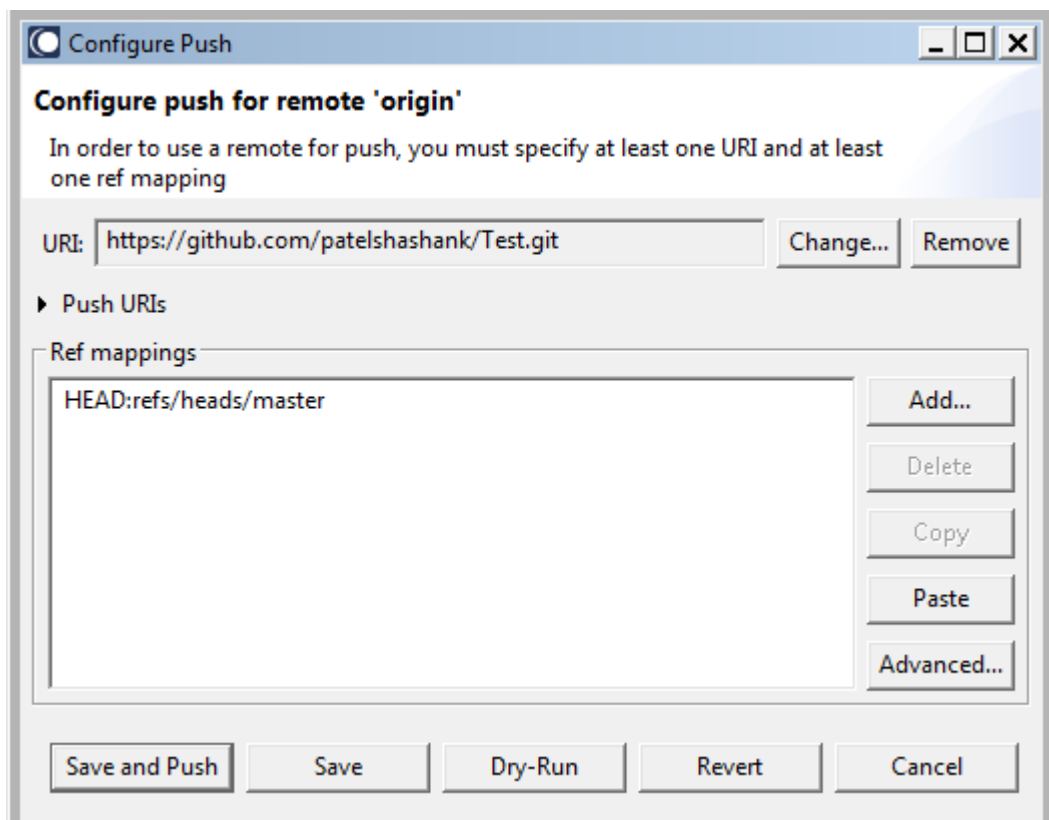 Configure Push
Configure push for remote 'origin'
In order to use a remote for push, you must specify at least one URI and at least
one ref mapping
URI: https://github.com/patelshashank/Test.git Change... Remove
Push URIs
Ref mappings
HEAD:refs/heads/master
Add...
Delete
Copy
Paste
Advanced...
Save and Push Save Dry-Run Revert Cancel